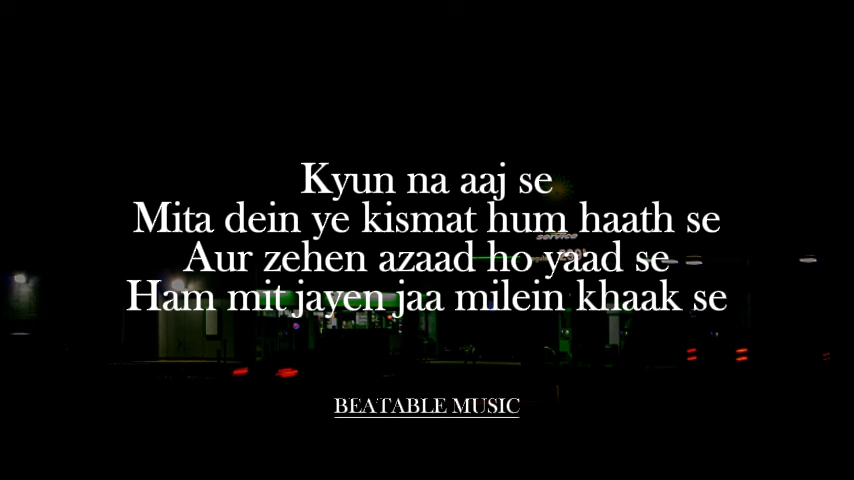 Kyun na aaj se
Mita dein ye kismat hum haath se
service
Aur zehen azaad ho yaad se
Ham mit jayen jaa milein khaak se
BEATABLE MUSIC